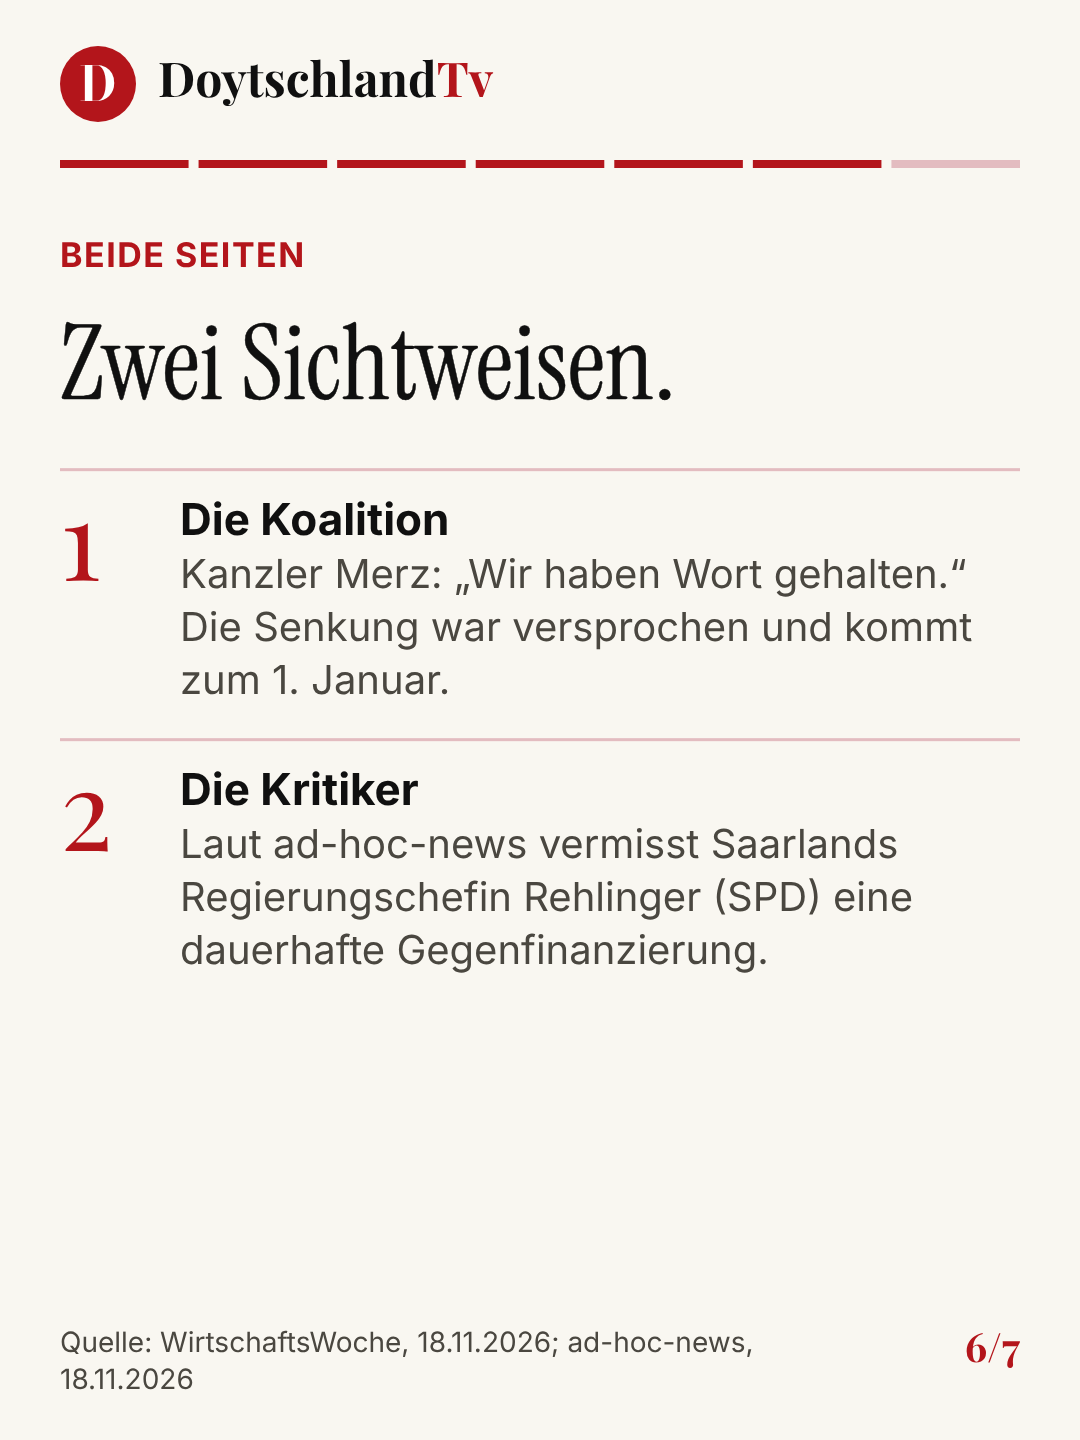 D DoytschlandTv
BEIDE SEITEN
Zwei Sichtweisen.
1 Die Koalition
Kanzler Merz: „Wir haben Wort gehalten.“
Die Senkung war versprochen und kommt
zum 1. Januar.
2 Die Kritiker
Laut ad-hoc-news vermisst Saarlands
Regierungschefin Rehlinger (SPD) eine
dauerhafte Gegenfinanzierung.
Quelle: WirtschaftsWoche, 18.11.2026; ad-hoc-news,
18.11.2026
6/7